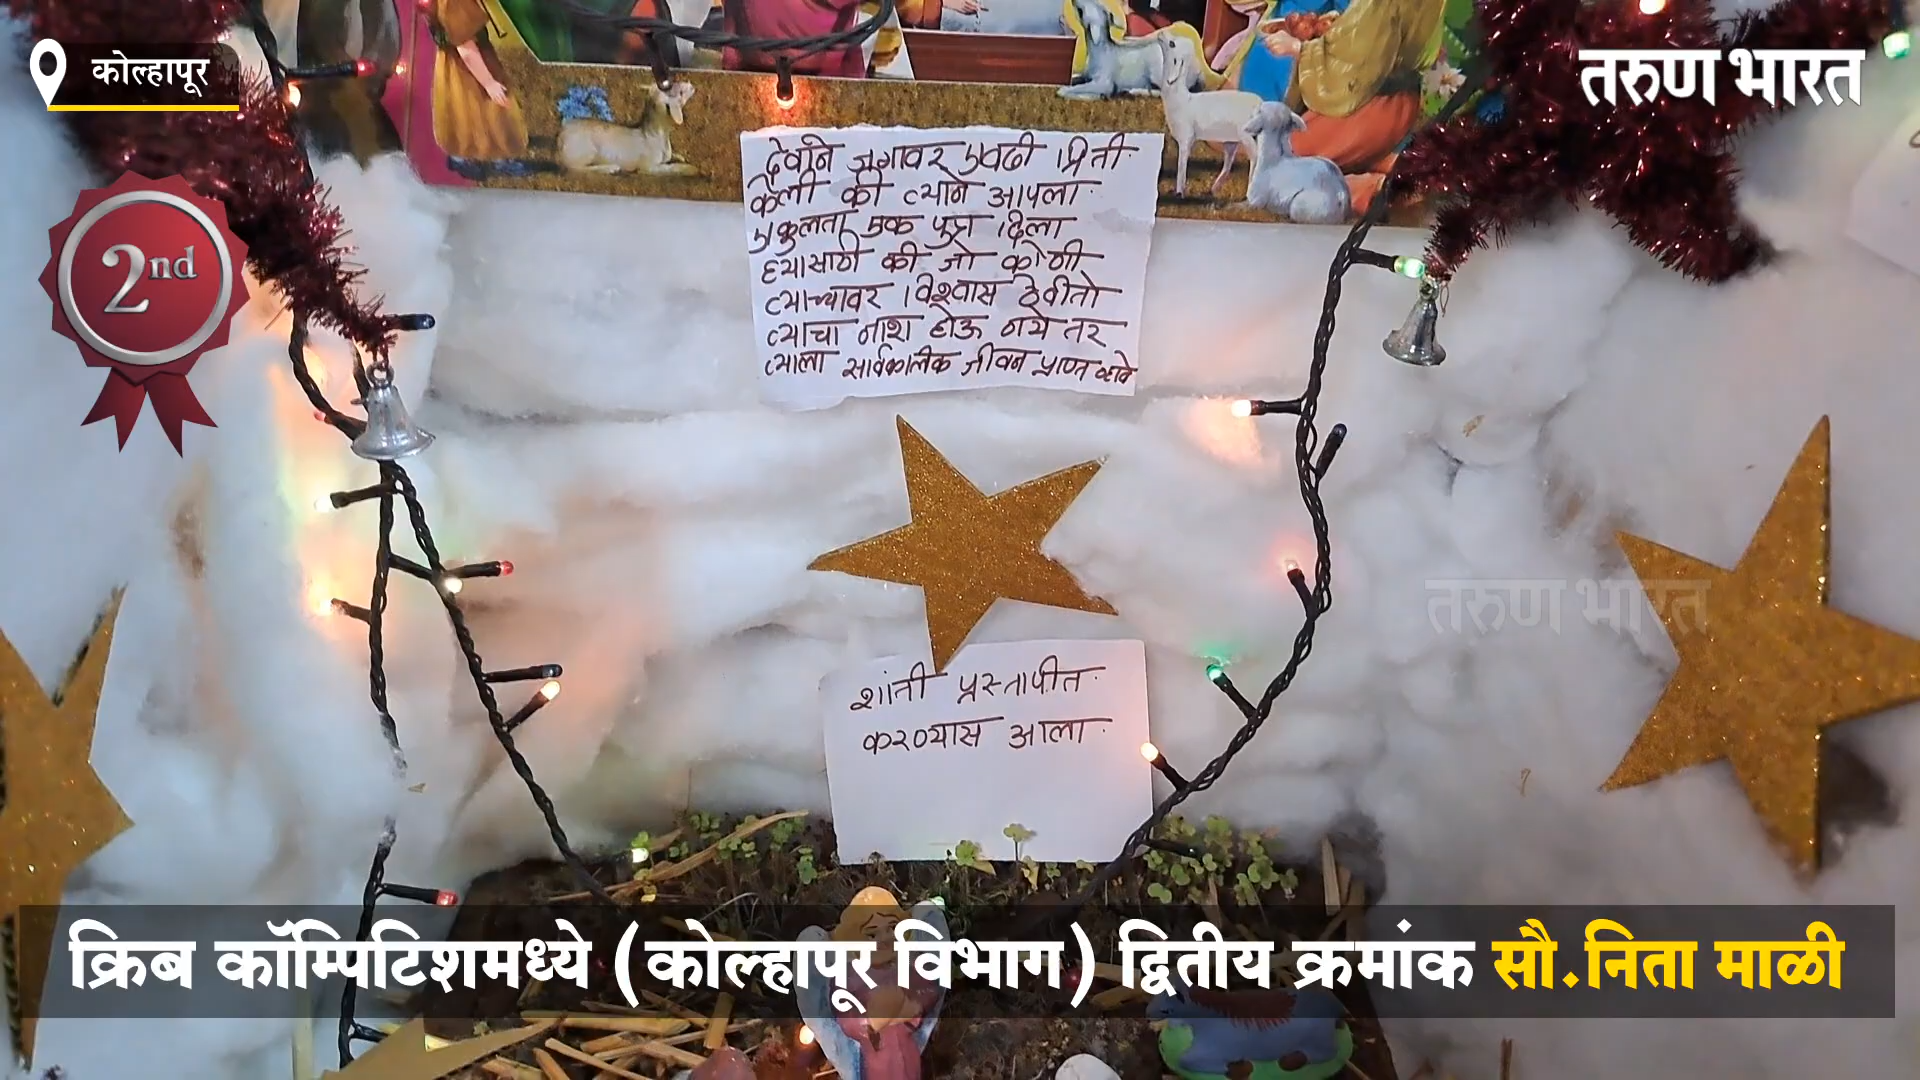 कोल्हापूर
तरुण भारत
2nd
देवाने जगावर एवढी प्रिती
केली की त्याने आपला
एकुलता एक पुत्र दिला
ह्यासाठी की जो कोणी
त्याच्यावर विश्वास ठेवीतो
त्याचा नाश होऊ नये तर
त्याला सार्वकालिक जीवन प्राप्त व्हावे
तरुण भारत
शांती प्रस्तापीत
करण्यास आला
क्रिब कॉम्पिटिशमध्ये (कोल्हापूर विभाग) द्वितीय क्रमांक सौ.निता माळी